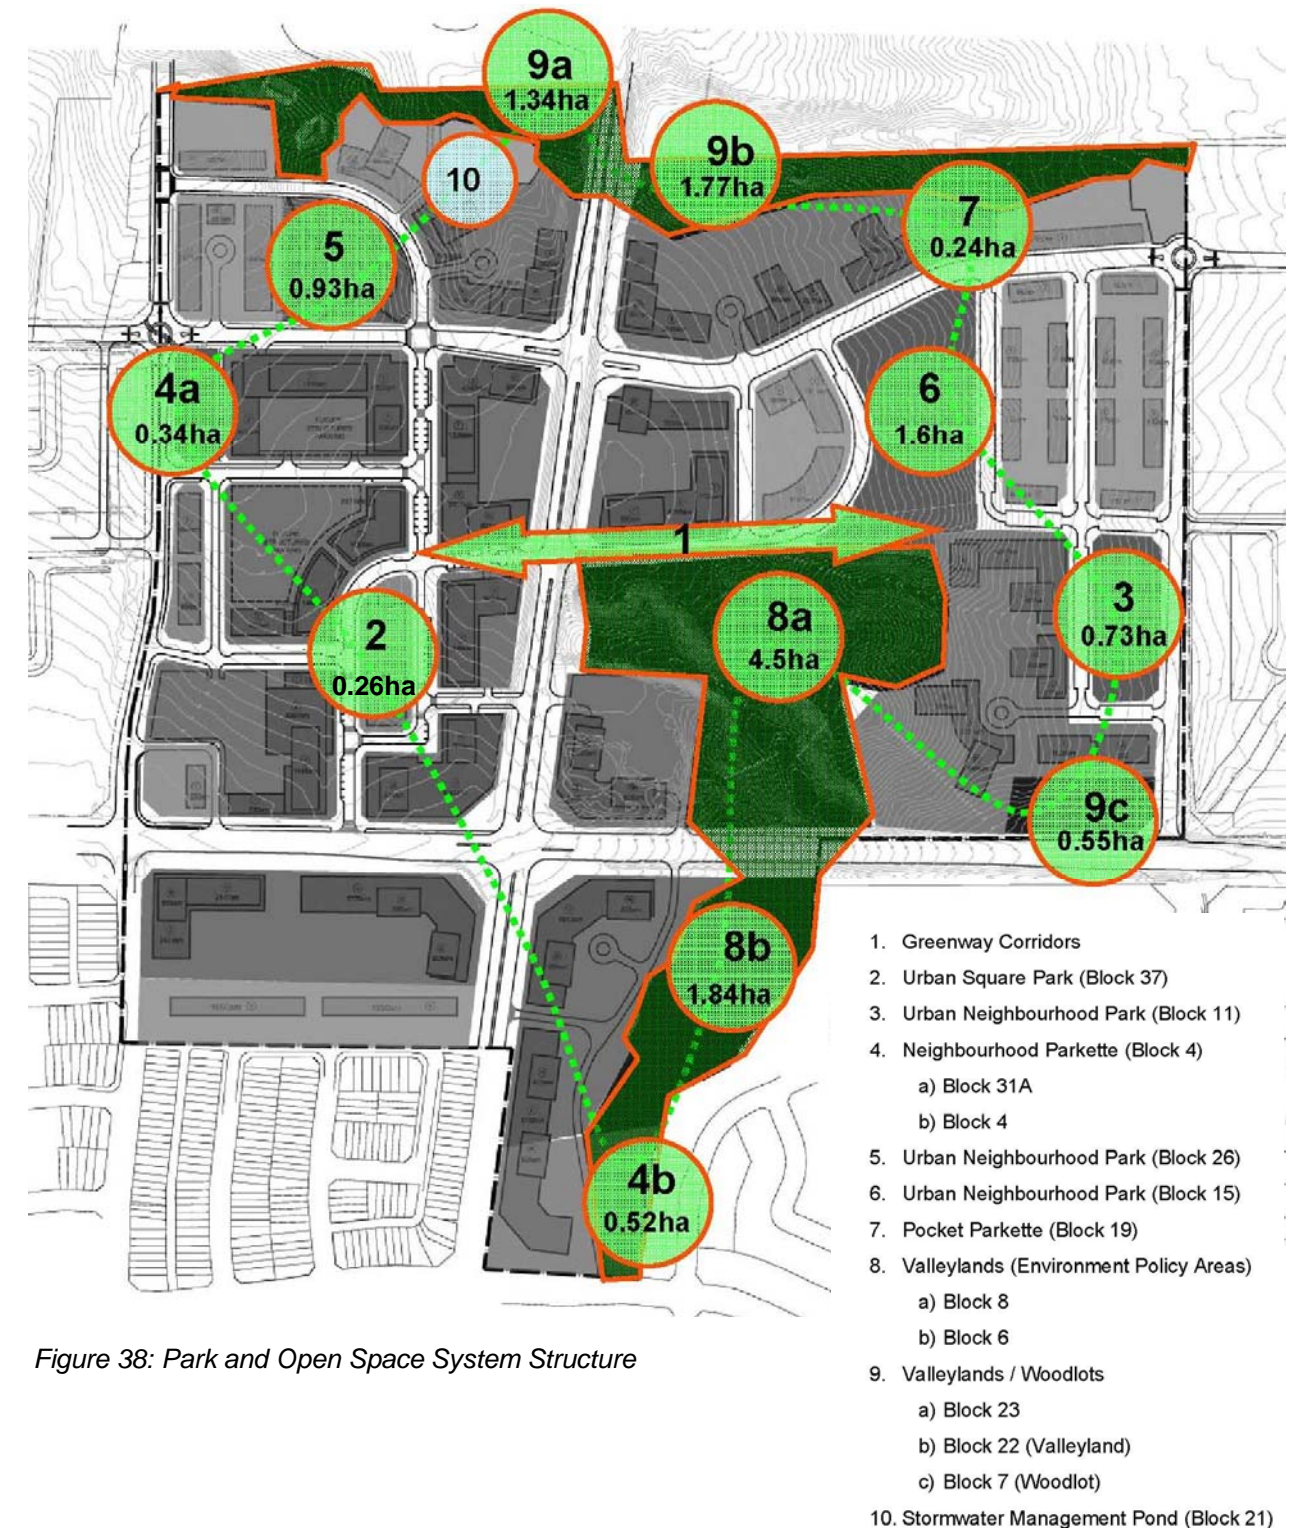 9a
1.34ha
9b
1.77ha
10
7
0.24ha
5
0.93ha
4a
0.34ha
6
1.6ha
1
3
0.73ha
8a
4.5ha
2
0.26ha
9c
0.55ha
8b
1.84ha
4b
0.52ha
1. Greenway Corridors
2. Urban Square Park (Block 37)
3. Urban Neighbourhood Park (Block 11)
4. Neighbourhood Parkette (Block 4)
a) Block 31A
b) Block 4
5. Urban Neighbourhood Park (Block 26)
6. Urban Neighbourhood Park (Block 15)
7. Pocket Parkette (Block 19)
8. Valleylands (Environment Policy Areas)
a) Block 8
b) Block 6
9. Valleylands / Woodlots
a) Block 23
b) Block 22 (Valleyland)
c) Block 7 (Woodlot)
10. Stormwater Management Pond (Block 21)
Figure 38: Park and Open Space System Structure